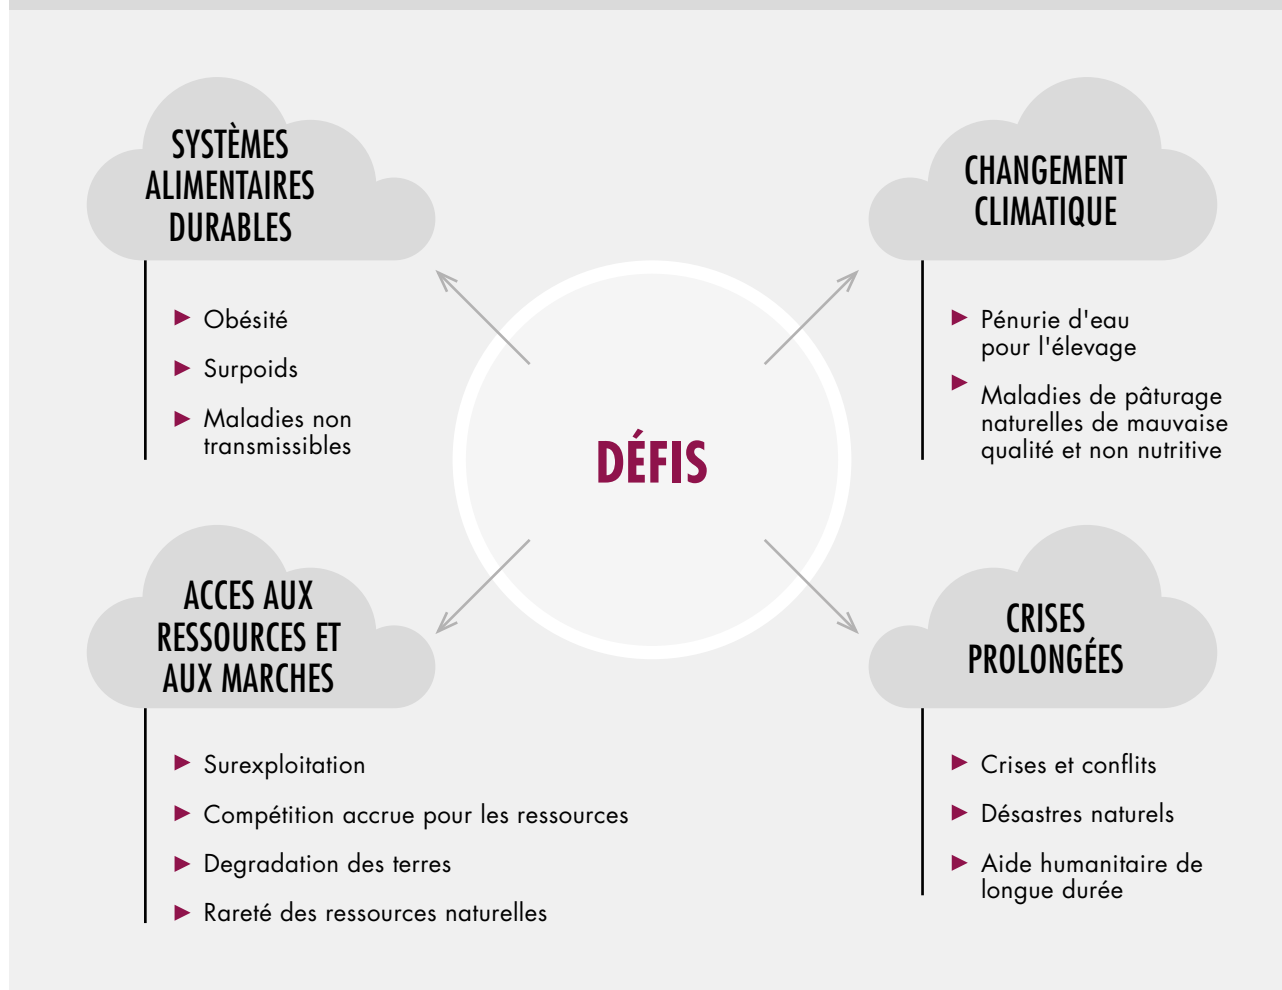 SYSTÈMES
ALIMENTAIRES
DURABLES
Obésité
Surpoids
Maladies non
transmissibles
CHANGEMENT
CLIMATIQUE
Pénurie d'eau
pour l'élevage
Maladies de pâturage
naturelles de mauvaise
qualité et non nutritive
DÉFIS
ACCES AUX
RESSOURCES ET
AUX MARCHES
Surexploitation
Compétition accrue pour les ressources
Degradation des terres
Rareté des ressources naturelles
CRISES
PROLONGÉES
Crises et conflits
Désastres naturels
Aide humanitaire de
longue durée